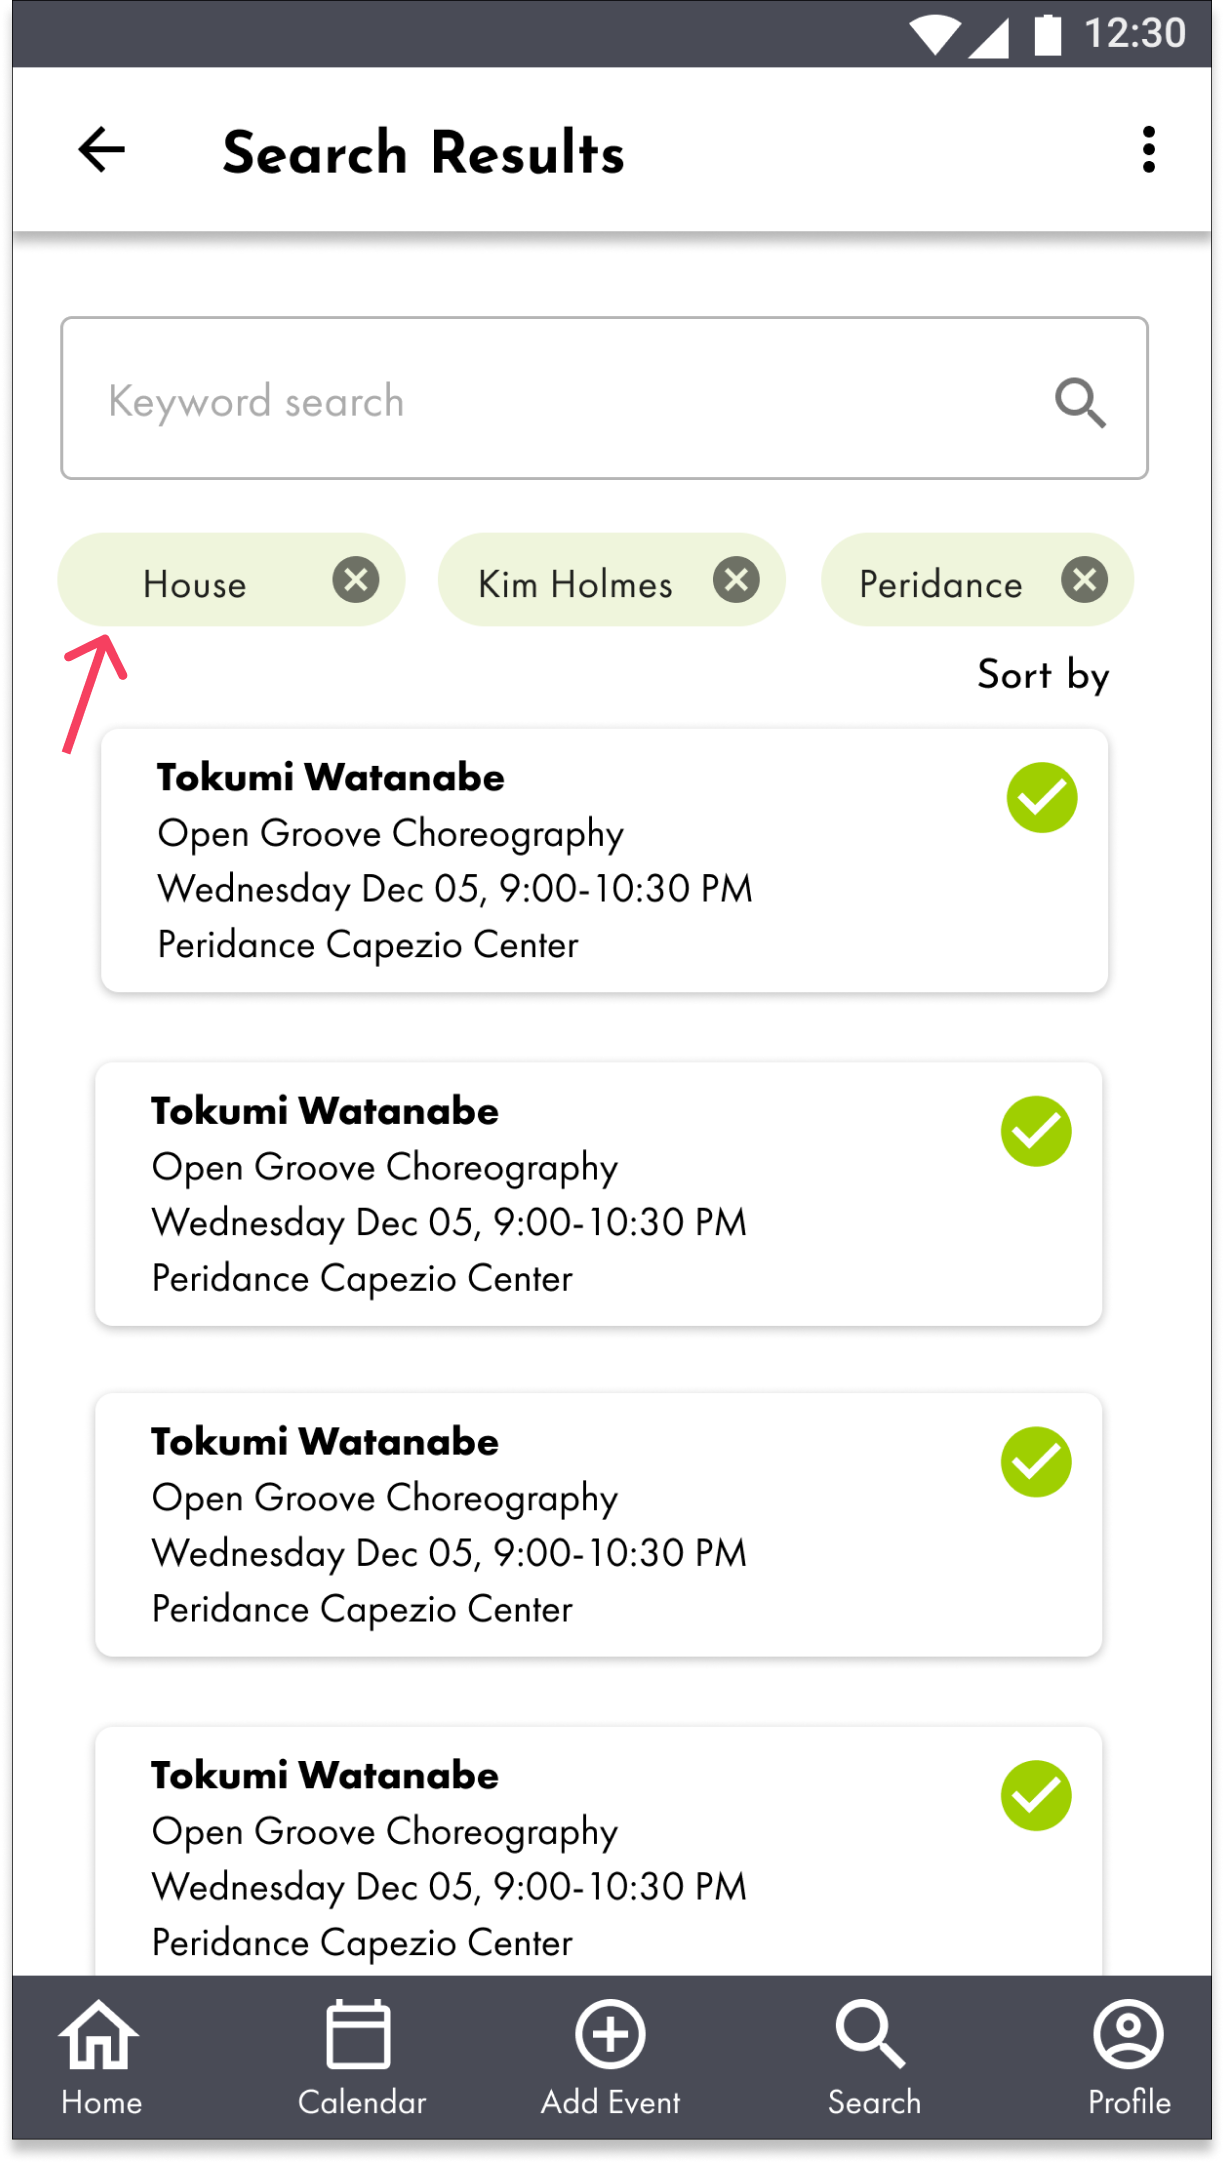 12:30
Search Results
Keyword search
House
Kim Holmes
Peridance
Sort by
Tokumi Watanabe
Open Groove Choreography
Wednesday Dec 05, 9:00-10:30 PM
Peridance Capezio Center
Tokumi Watanabe
Open Groove Choreography
Wednesday Dec 05, 9:00-10:30 PM
Peridance Capezio Center
Tokumi Watanabe
Open Groove Choreography
Wednesday Dec 05, 9:00-10:30 PM
Peridance Capezio Center
Tokumi Watanabe
Open Groove Choreography
Wednesday Dec 05, 9:00-10:30 PM
Peridance Capezio Center
Home
Calendar
Add Event
Search
Profile